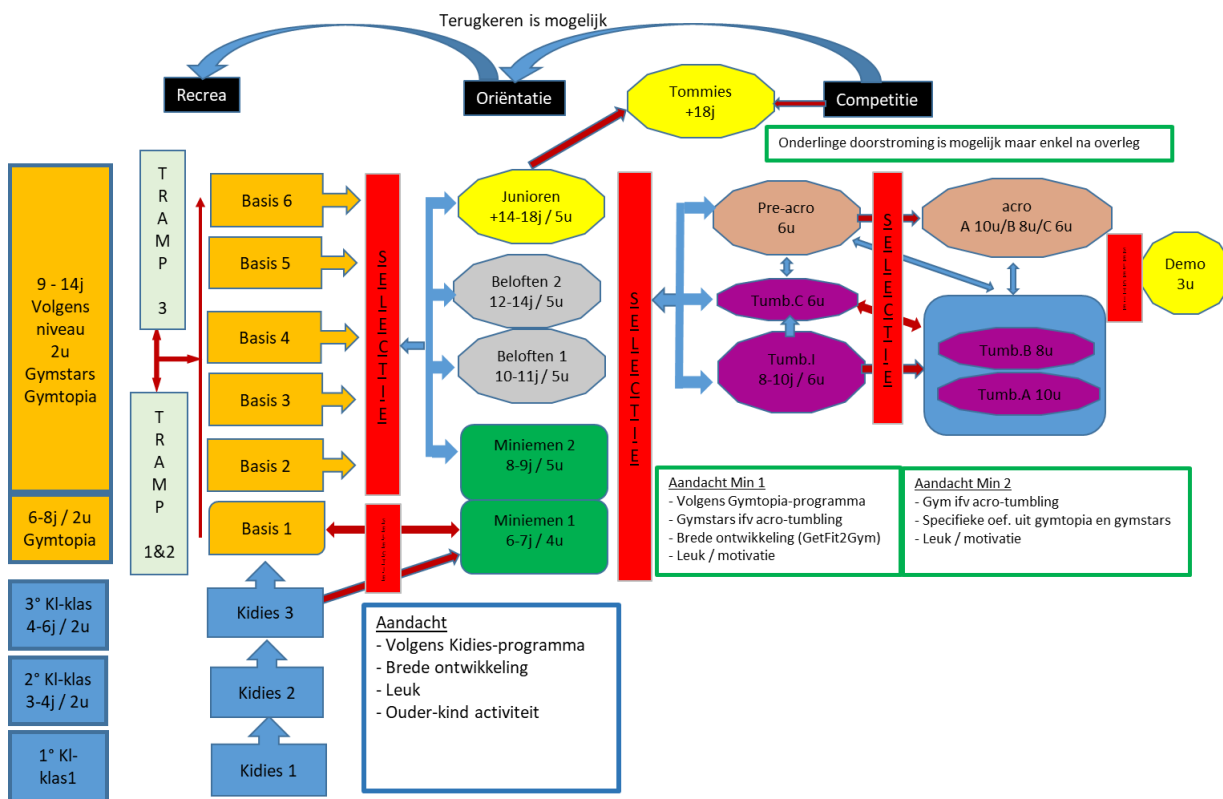 Terugkeren is mogelijk
Recrea
Oriëntatie
Tommies
+18j
Competitie
Onderlinge doorstroming is mogelijk maar enkel na overleg
9 - 14j
Volgens
niveau
2u
Gymstars
Gymtopia
6-8j / 2u
Gymtopia
3° Kl-klas
4-6j / 2u
2° Kl-klas
3-4j / 2u
1° Kl-
klas1
T
R
A
M
P
3
T
R
A
M
P
1&2
Basis 6
Basis 5
Basis 4
Basis 3
Basis 2
Basis 1
Kidies 3
Kidies 2
Kidies 1
S
E
L
E
C
T
I
E
Junioren
+14-18j / 5u
Beloften 2
12-14j / 5u
Beloften 1
10-11j / 5u
Miniemen 2
8-9j / 5u
Miniemen 1
6-7j / 4u
S
E
L
E
C
T
I
E
Pre-acro
6u
Tumb.C 6u
Tumb.I
8-10j / 6u
S
E
L
E
C
T
I
E
acro
A 10u/B 8u/C 6u
Tumb.B 8u
Tumb.A 10u
Demo
3u
Aandacht
- Volgens Kidies-programma
- Brede ontwikkeling
- Leuk
- Ouder-kind activiteit
Aandacht Min 1
- Volgens Gymtopia-programma
- Gymstars ifv acro-tumbling
- Brede ontwikkeling (GetFit2Gym)
- Leuk / motivatie
Aandacht Min 2
- Gym ifv acro-tumbling
- Specifieke oef. uit gymtopia en gymstars
- Leuk / motivatie